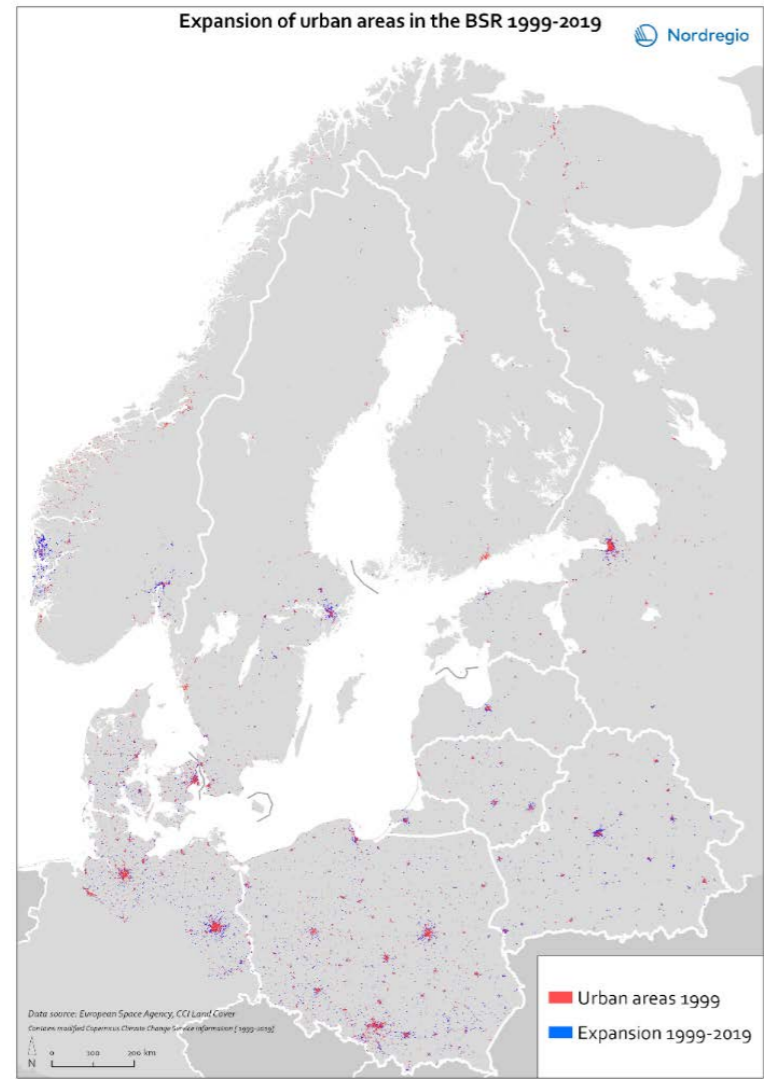 Expansion of urban areas in the BSR 1999-2019
Nordregio
Urban areas 1999
Expansion 1999-2019
Data source: European Space Agency, CCI Land Cover
Contains modified Copernicus Climate Change Service information [1999-2019]
N
0 100 200 km